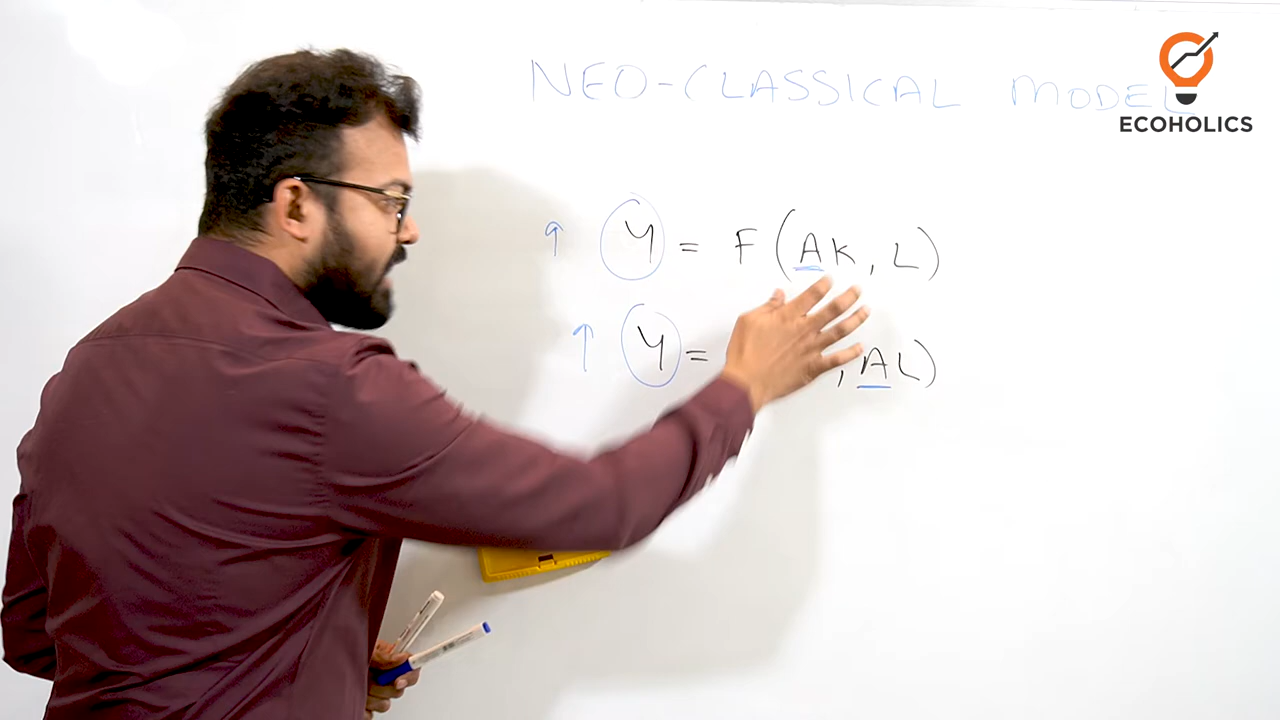 NEO-CLASSICAL MODEL
ECOHOLICS
↑ Y = F(AK, L)
↑ Y = , AL)